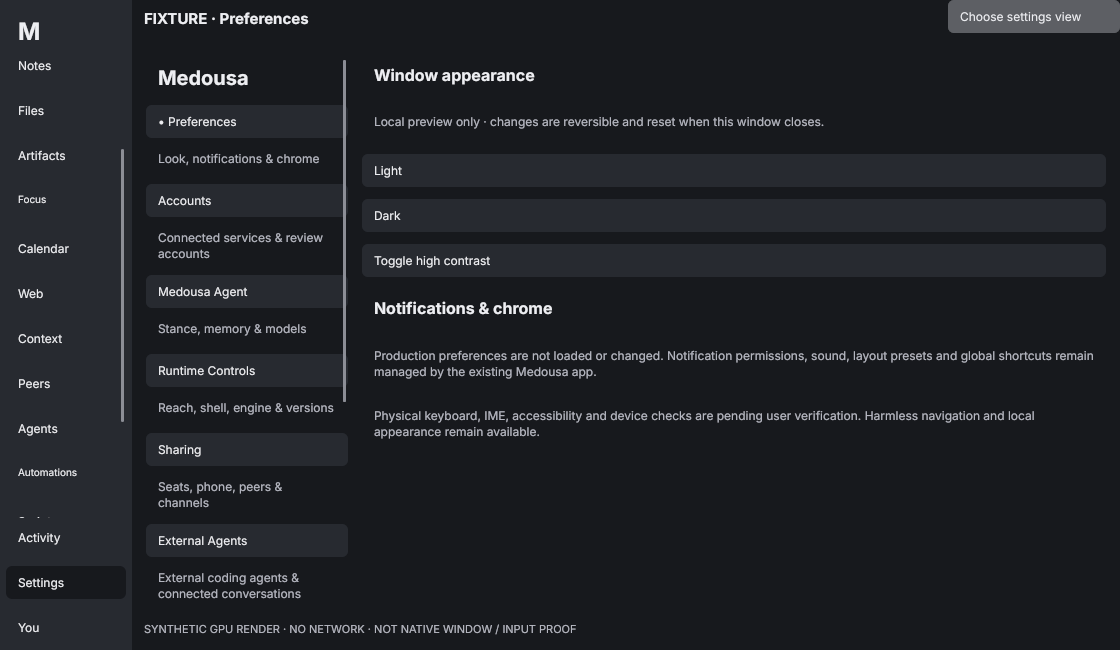 M
Notes
Files
Artifacts
Focus
Calendar
Web
Context
Peers
Agents
Automations
Activity
Settings
You
FIXTURE · Preferences
Choose settings view
Medousa
• Preferences
Look, notifications & chrome
Accounts
Connected services & review
accounts
Medousa Agent
Stance, memory & models
Runtime Controls
Reach, shell, engine & versions
Sharing
Seats, phone, peers &
channels
External Agents
External coding agents &
connected conversations
Window appearance
Local preview only · changes are reversible and reset when this window closes.
Light
Dark
Toggle high contrast
Notifications & chrome
Production preferences are not loaded or changed. Notification permissions, sound, layout presets and global shortcuts remain
managed by the existing Medousa app.
Physical keyboard, IME, accessibility and device checks are pending user verification. Harmless navigation and local
appearance remain available.
SYNTHETIC GPU RENDER · NO NETWORK · NOT NATIVE WINDOW / INPUT PROOF